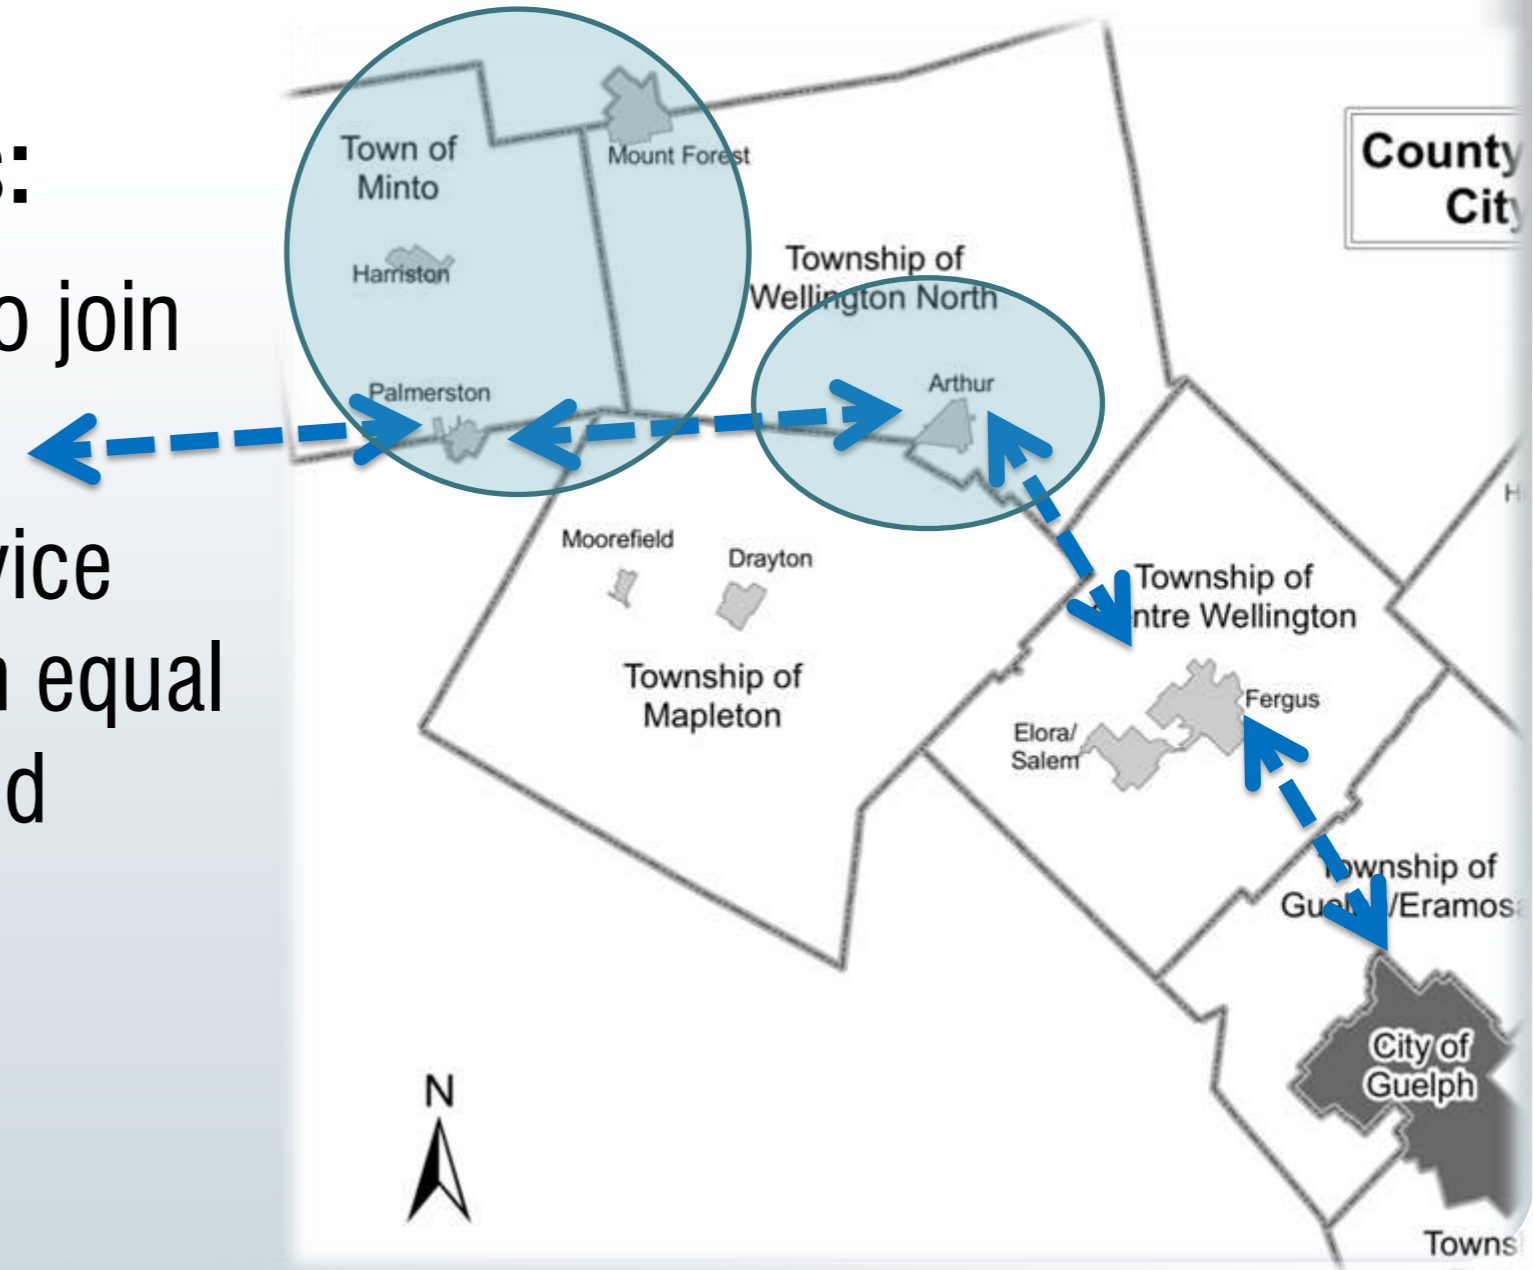 s:
o join
vice
n equal
d
County
City
Town of
Minto
Mount Forest
Harriston
Township of
Wellington North
Palmerston
Arthur
H
Moorefield
Drayton
Township of
ntre Wellington
Township of
Mapleton
Fergus
Elora/
Salem
ownship of
Gue /Eramosa
City of
Guelph
N
Towns